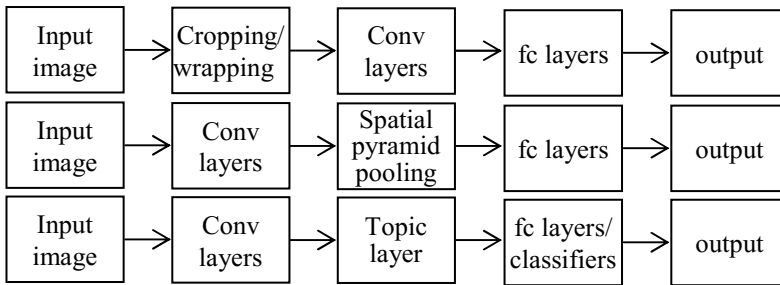 Input image
Cropping/ wrapping
Conv layers
fc layers
output
Input image
Conv layers
Spatial pyramid pooling
fc layers
output
Input image
Conv layers
Topic layer
fc layers/ classifiers
output